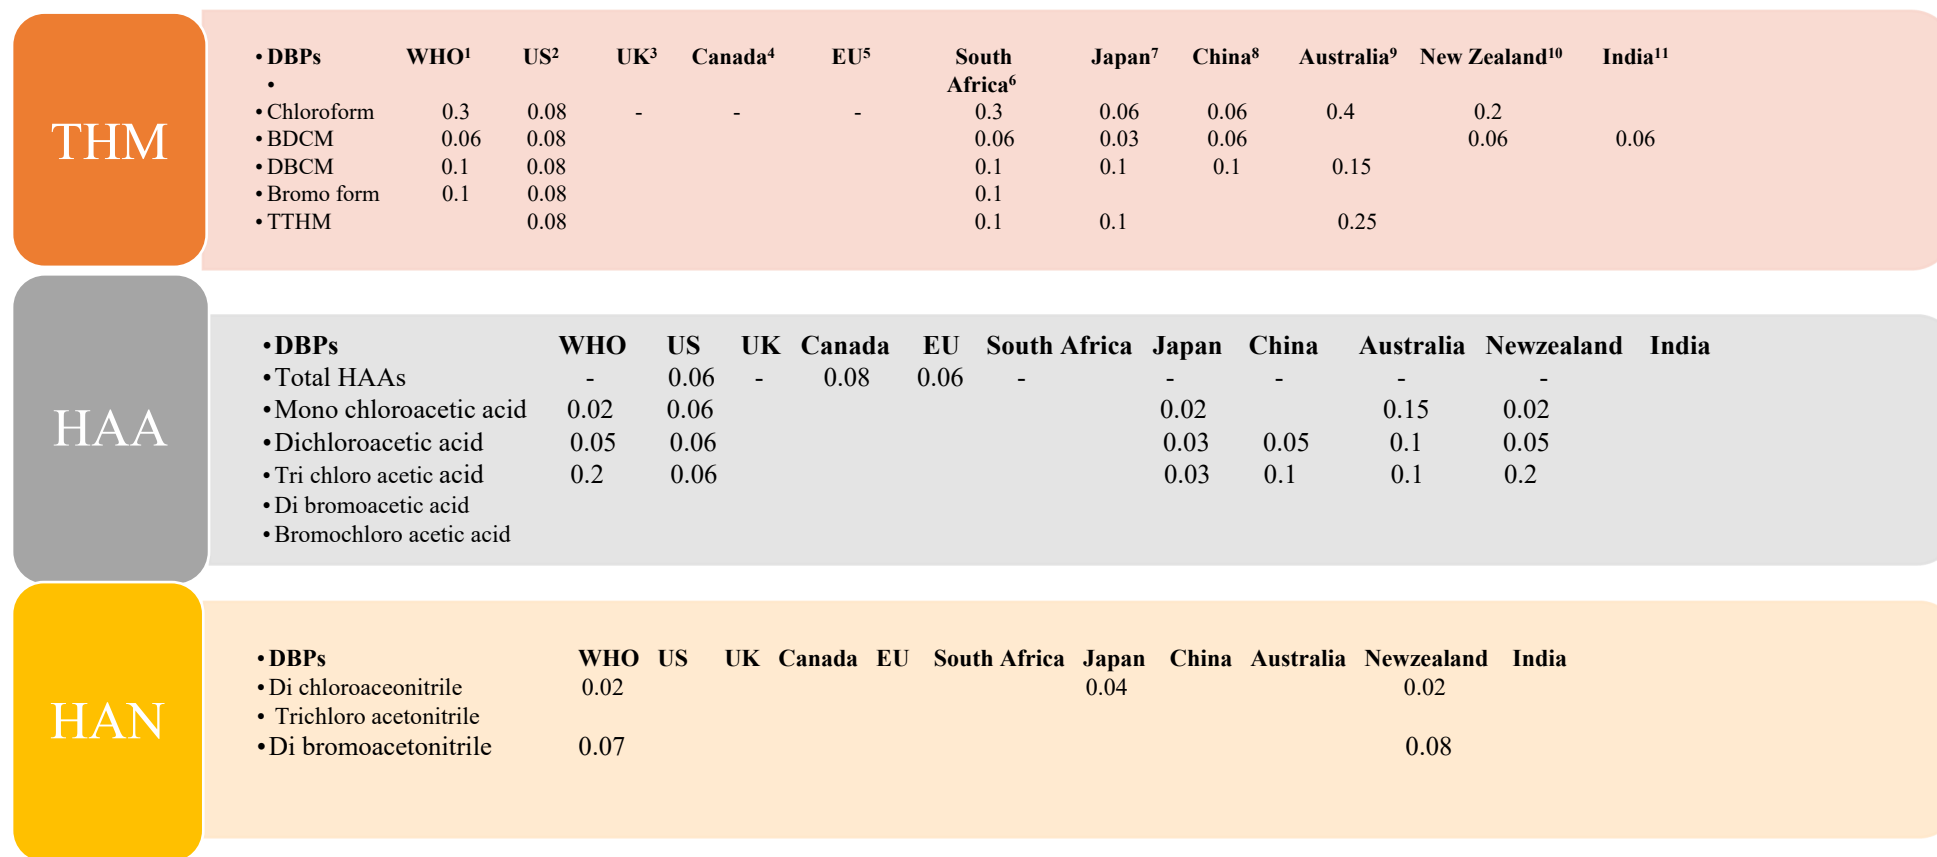 THM
• DBPs WHO¹ US² UK³ Canada⁴ EU⁵ South Africa⁶ Japan⁷ China⁸ Australia⁹ New Zealand¹⁰ India¹¹
•
• Chloroform 0.3 0.08 - - - 0.3 0.06 0.06 0.4 0.2
• BDCM 0.06 0.08 0.06 0.03 0.06 0.06 0.06
• DBCM 0.1 0.08 0.1 0.1 0.1 0.15
• Bromo form 0.1 0.08 0.1
• TTHM 0.08 0.1 0.1 0.25
HAA
• DBPs WHO US UK Canada EU South Africa Japan China Australia Newzealand India
• Total HAAs - 0.06 - 0.08 0.06 - - - - -
• Mono chloroacetic acid 0.02 0.06 0.02 0.15 0.02
• Dichloroacetic acid 0.05 0.06 0.03 0.05 0.1 0.05
• Tri chloro acetic acid 0.2 0.06 0.03 0.1 0.1 0.2
• Di bromoacetic acid
• Bromochloro acetic acid
HAN
• DBPs WHO US UK Canada EU South Africa Japan China Australia Newzealand India
• Di chloroaceonitrile 0.02 0.04 0.02
• Trichloro acetonitrile
• Di bromoacetonitrile 0.07 0.08